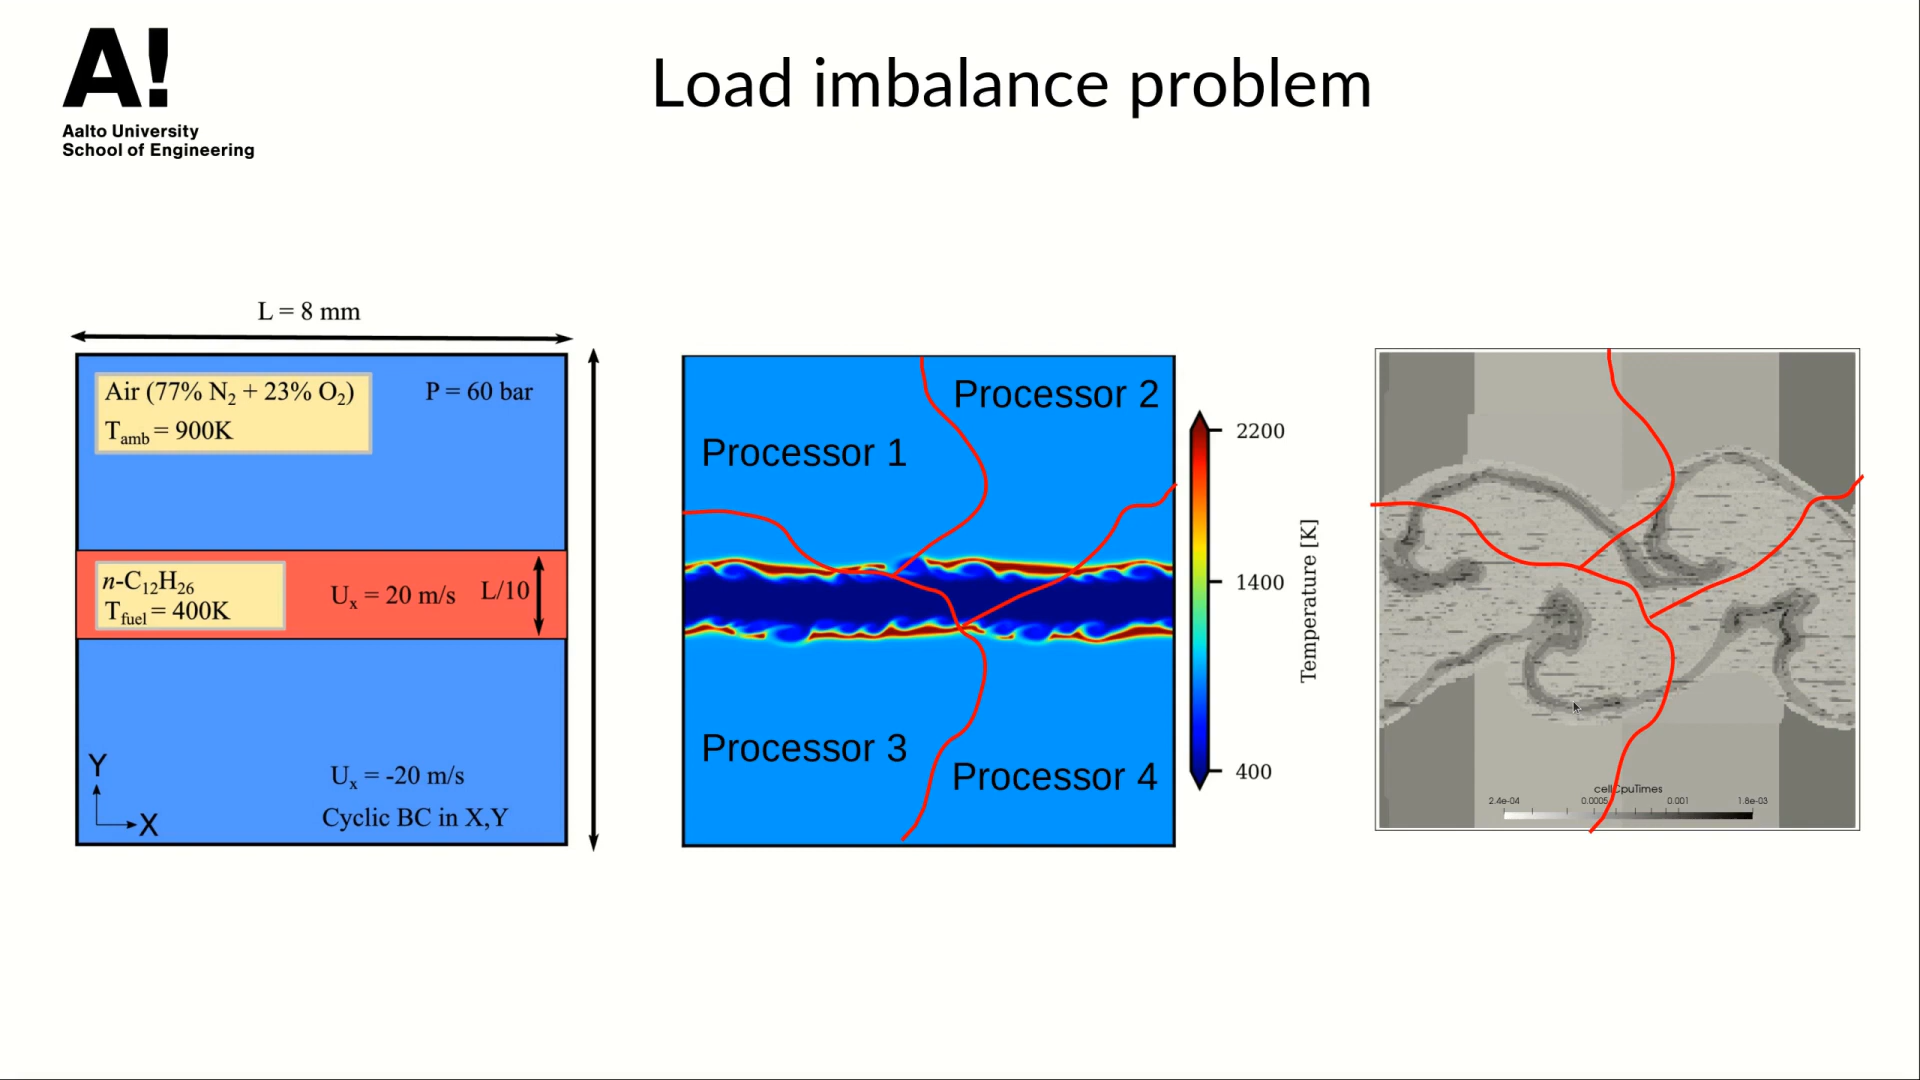 A!
Aalto University
School of Engineering
Load imbalance problem
L = 8 mm
Air (77% N₂ + 23% O₂)
Tamb = 900K
P = 60 bar
n-C₁₂H₂₆
Tfuel = 400K
Uₓ = 20 m/s
L/10
Uₓ = -20 m/s
Cyclic BC in X,Y
Y
X
Processor 1
Processor 2
Processor 3
Processor 4
2200
1400
400
Temperature [K]
cellCpuTimes
2.4e-04 0.0005 0.001 1.8e-03